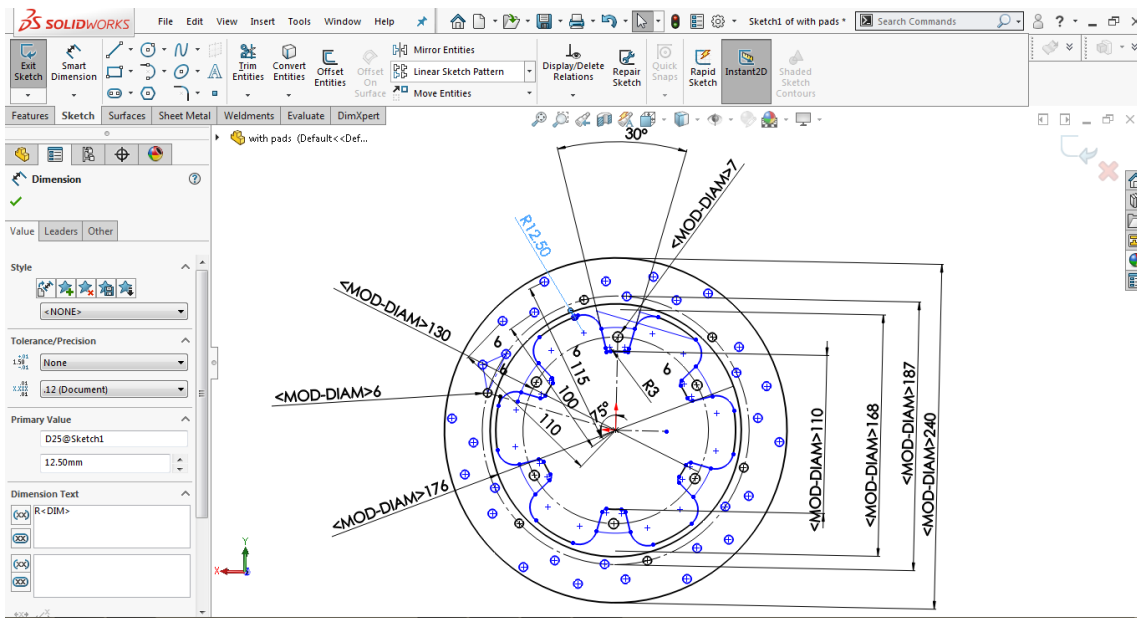 SOLIDWORKS
File Edit View Insert Tools Window Help
Sketch1 of with pads *
Search Commands
Exit Sketch
Smart Dimension
Trim Entities
Convert Entities
Offset Entities
Offset On Surface
Mirror Entities
Linear Sketch Pattern
Move Entities
Display/Delete Relations
Repair Sketch
Quick Snaps
Rapid Sketch
Instant2D
Shaded Sketch Contours
Features Sketch Surfaces Sheet Metal Weldments Evaluate DimXpert
with pads (Default<<Def...
Dimension
Value Leaders Other
Style
<NONE>
Tolerance/Precision
None
.12 (Document)
Primary Value
D25@Sketch1
12.50mm
Dimension Text
R<DIM>
30°
<MOD-DIAM>7
R12.50
<MOD-DIAM>130
6
6
6
6
115
100
110
R3
75°
<MOD-DIAM>6
<MOD-DIAM>176
<MOD-DIAM>110
<MOD-DIAM>168
<MOD-DIAM>187
<MOD-DIAM>240
Y
X